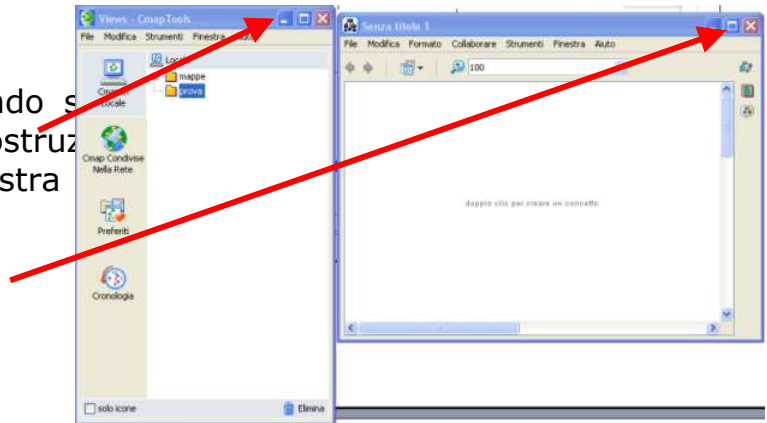 Views - CmapTools
File Modifica Strumenti Finestra
Cmap
Locale
Local
mappe
prova
Cmap Condivise
Nella Rete
Preferiti
Cronologia
solo icone
Elimina
Senza titolo 1
File Modifica Formato Collaborare Strumenti Finestra Aiuto
100
doppio clic per creare un concetto
ndo s
ostruz
stra